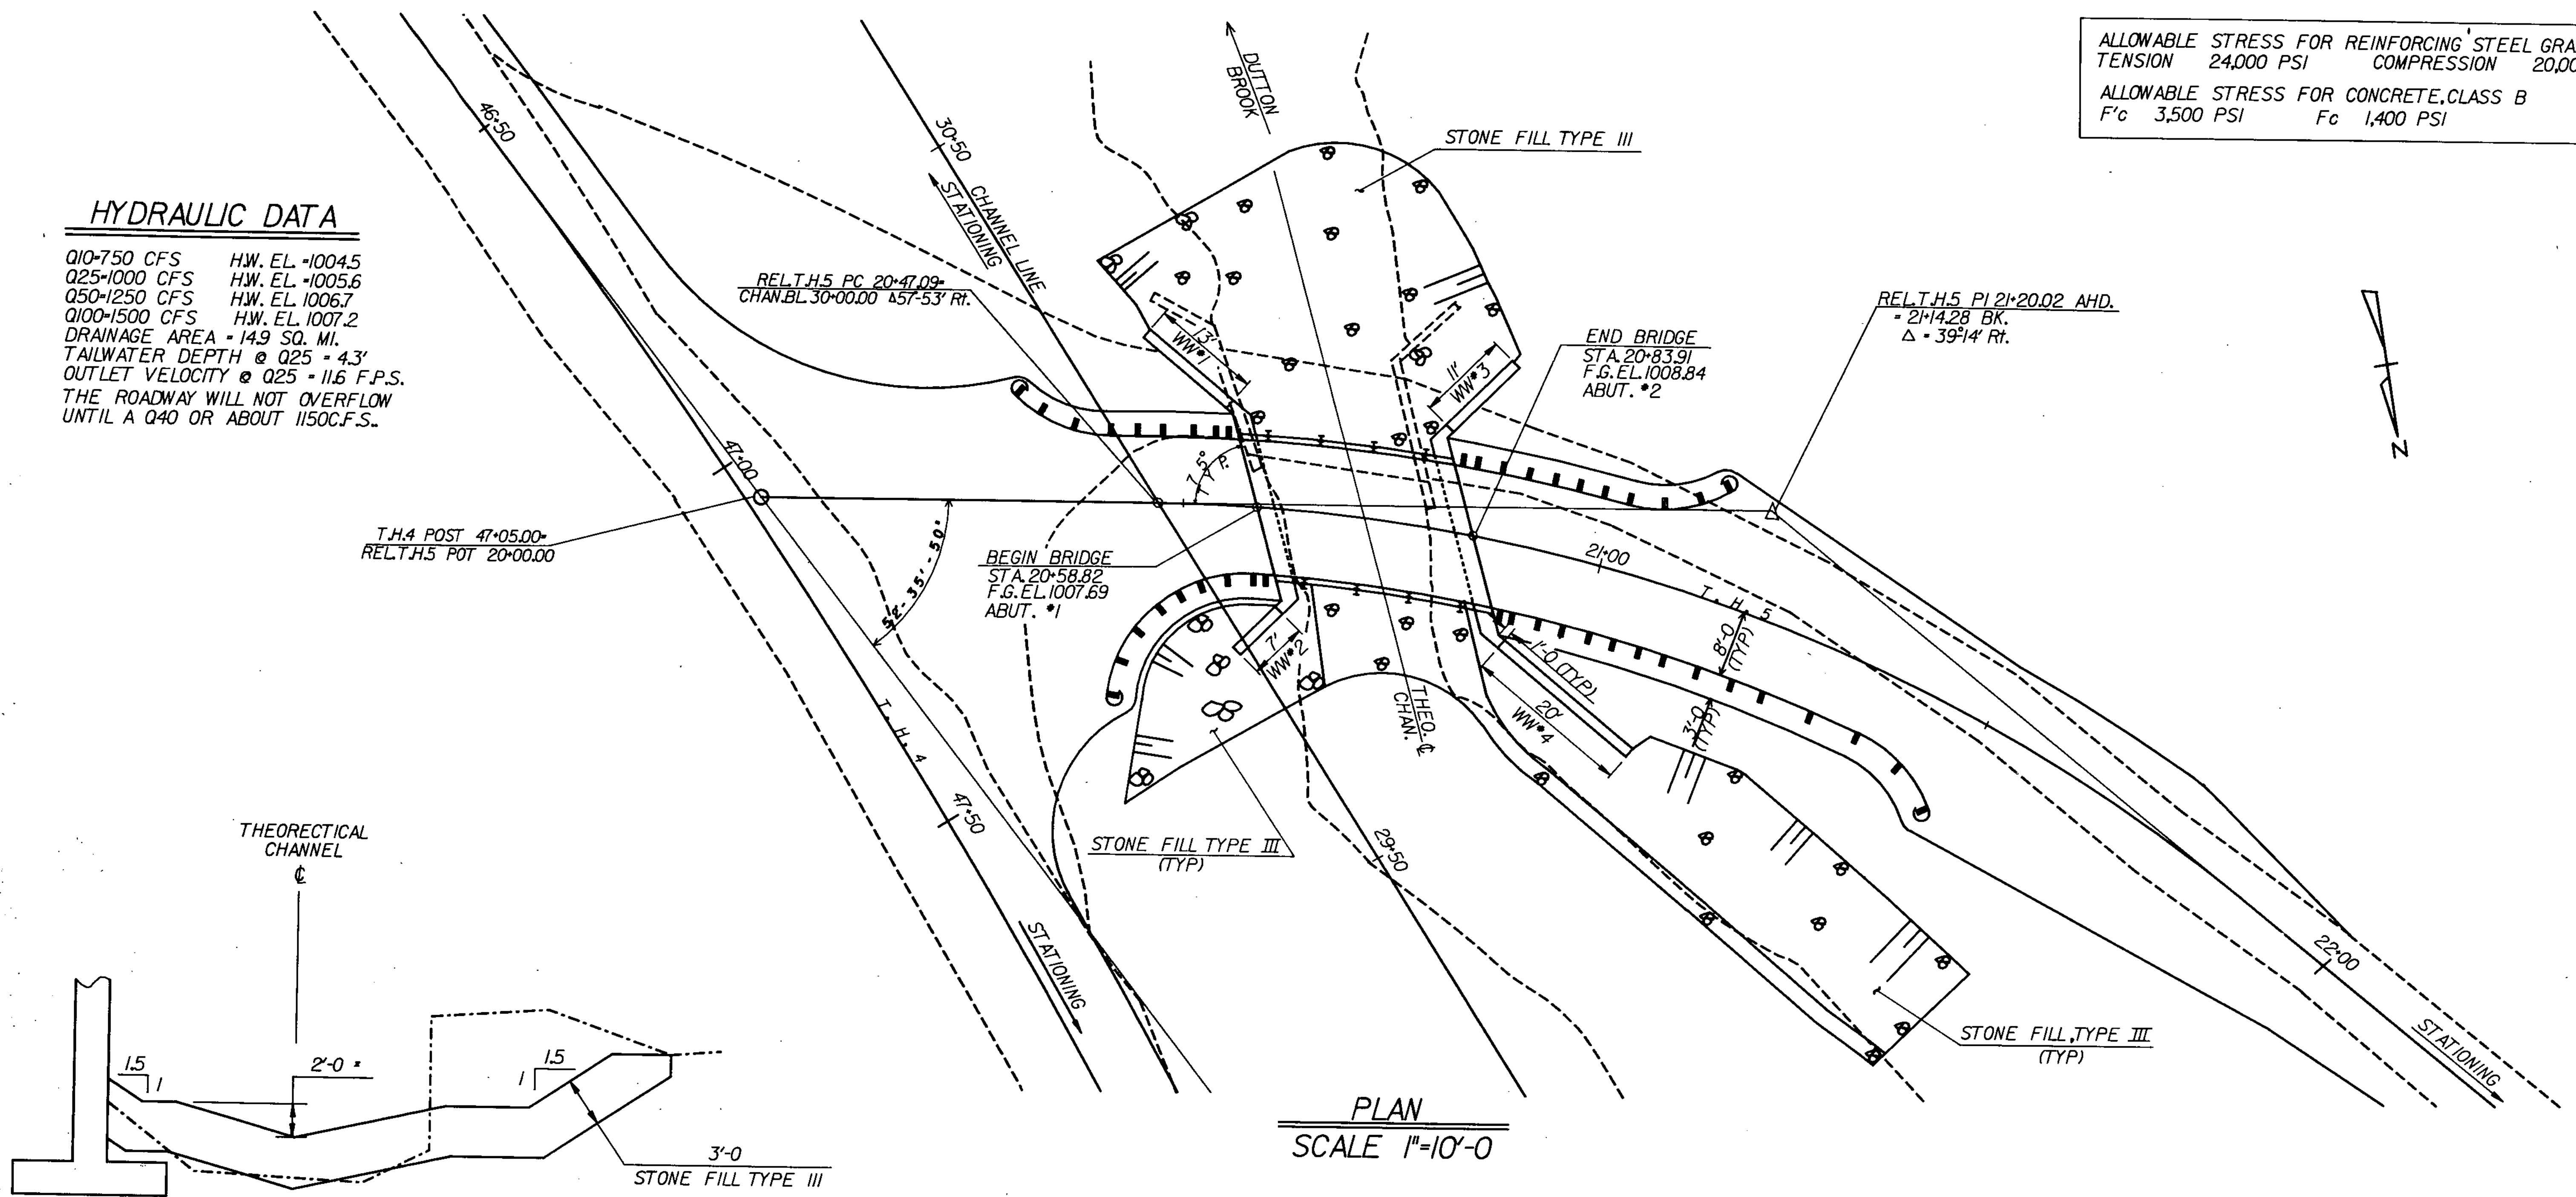 HYDRAULIC DATA
Q10=750 CFS H.W. EL. =1004.5
Q25=1000 CFS H.W. EL. =1005.6
Q50=1250 CFS H.W. EL. 1006.7
Q100=1500 CFS H.W. EL. 1007.2
DRAINAGE AREA = 14.9 SQ. MI.
TAILWATER DEPTH @ Q25 = 4.3'
OUTLET VELOCITY @ Q25 = 11.6 F.P.S.
THE ROADWAY WILL NOT OVERFLOW
UNTIL A Q40 OR ABOUT 1150C.F.S..
ALLOWABLE STRESS FOR REINFORCING STEEL GRA
TENSION 24,000 PSI COMPRESSION 20,00
ALLOWABLE STRESS FOR CONCRETE, CLASS B
F'c 3,500 PSI Fc 1,400 PSI
46+50
30+50
CHANNEL LINE
STATIONING
DUTTON
BROOK
STONE FILL TYPE III
REL.T.H.5 PC 20+47.09=
CHAN.BL.30+00.00 Δ57-53' Rt.
13'
WW#1
11'
WW#3
END BRIDGE
STA.20+83.91
F.G.EL.1008.84
ABUT. #2
REL.T.H.5 PI 21+20.02 AHD.
= 21+14.28 BK.
Δ = 39°14' Rt.
N
47+00
75°
TYP.
T.H.4 POST 47+05.00=
REL.T.H.5 POT 20+00.00
52°-35'-50"
BEGIN BRIDGE
STA.20+58.82
F.G.EL.1007.69
ABUT. #1
21+00
T. H. 5
8'-0
(TYP)
3'-0
(TYP)
1'-0 (TYP)
7'
WW#2
20'
WW#4
THEO. ℄
CHAN.
T. H. 4
47+50
STATIONING
STONE FILL TYPE III
(TYP)
29+50
22+00
STATIONING
STONE FILL, TYPE III
(TYP)
THEORECTICAL
CHANNEL
℄
1.5
1
2'-0 ±
1.5
1
3'-0
STONE FILL TYPE III
PLAN
SCALE 1"=10'-0